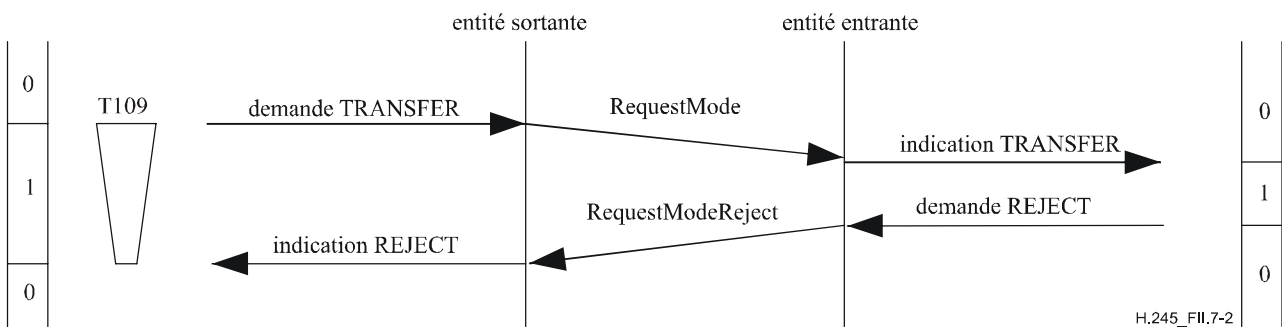 entité sortante
entité entrante
0
T109
demande TRANSFER
RequestMode
0
indication TRANSFER
1
1
RequestModeReject
demande REJECT
indication REJECT
0
0
H.245_FII.7-2